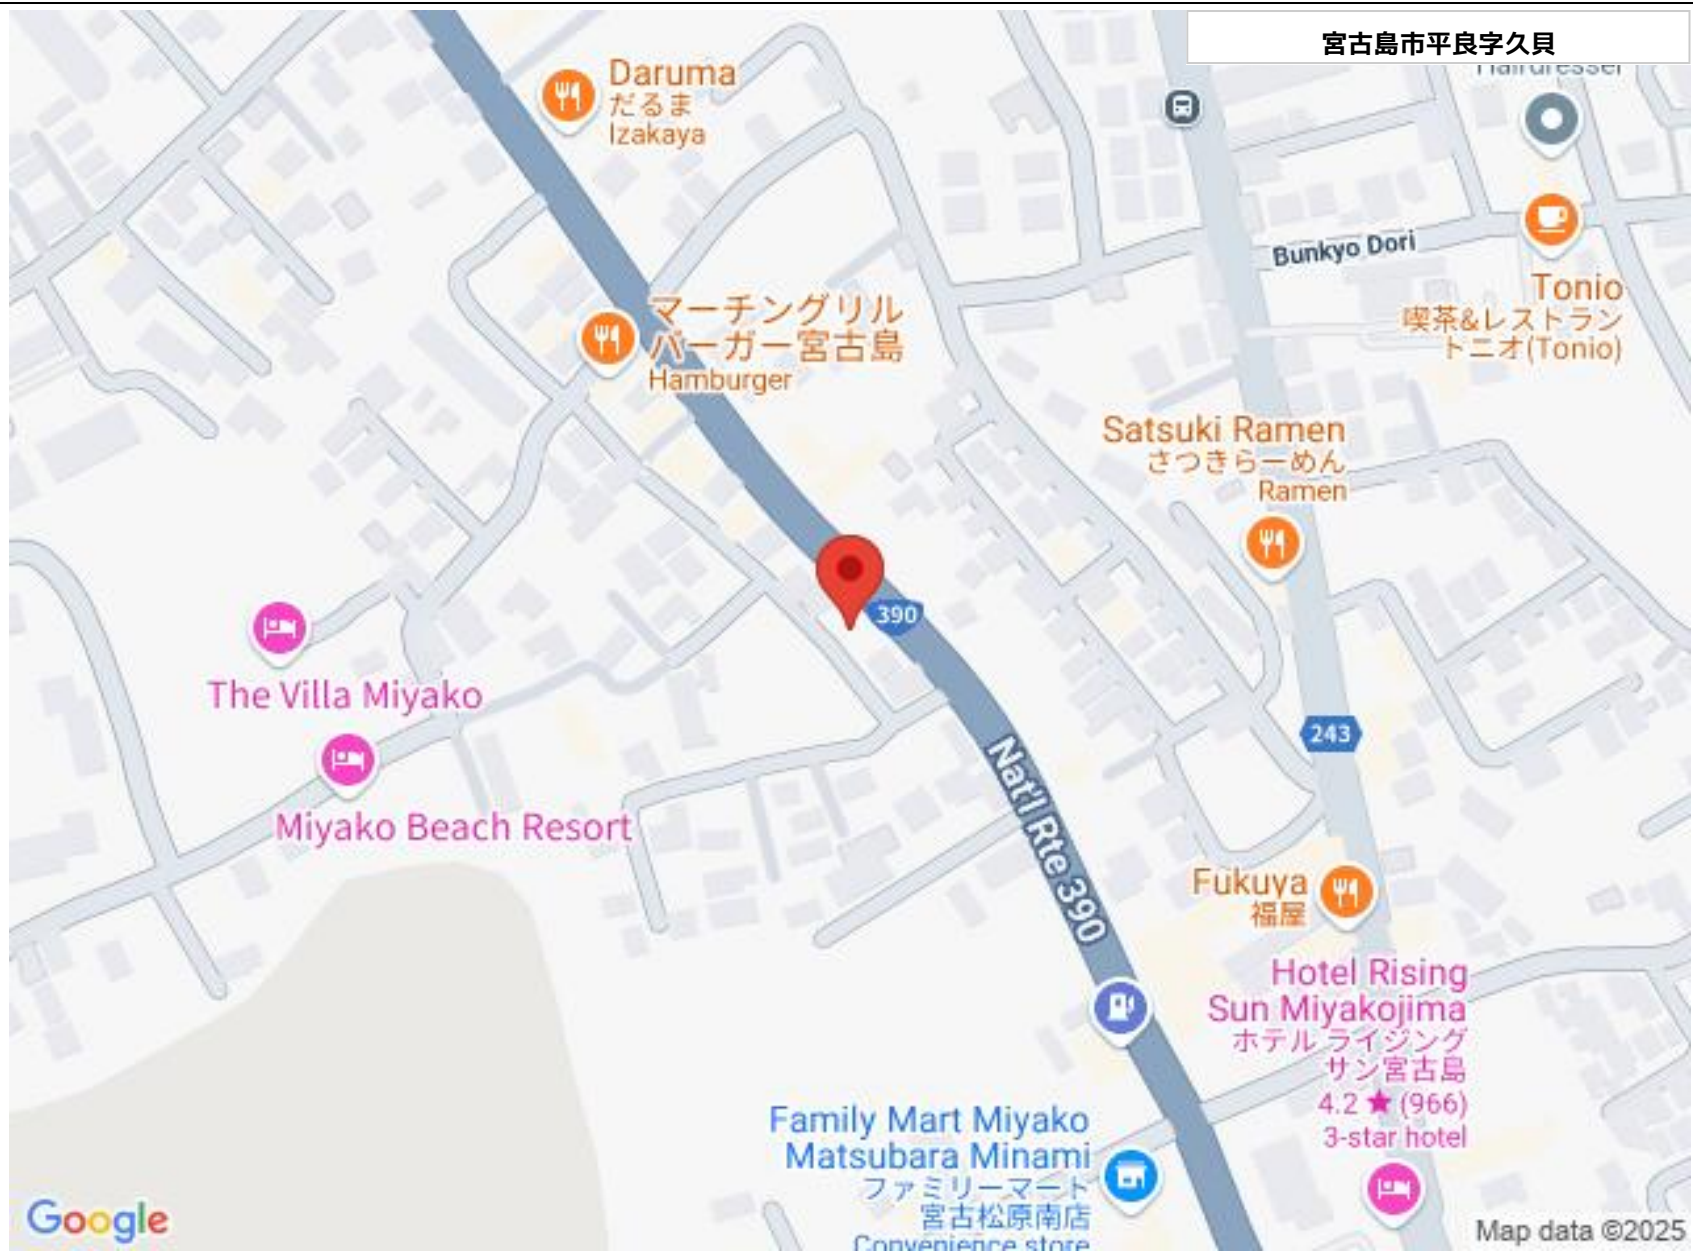 宮古島市平良字久貝
Daruma
だるま
Izakaya
Hairdresser
Bunkyo Dori
Tonio
喫茶&レストラン
トニオ(Tonio)
マーチングリル
バーガー宮古島
Hamburger
Satsuki Ramen
さつきらーめん
Ramen
390
The Villa Miyako
243
Miyako Beach Resort
Nat'l Rte 390
Fukuya
福屋
Hotel Rising
Sun Miyakojima
ホテル ライジング
サン宮古島
4.2 ★ (966)
3-star hotel
Family Mart Miyako
Matsubara Minami
ファミリーマート
宮古松原南店
Convenience store
Google
Map data ©2025